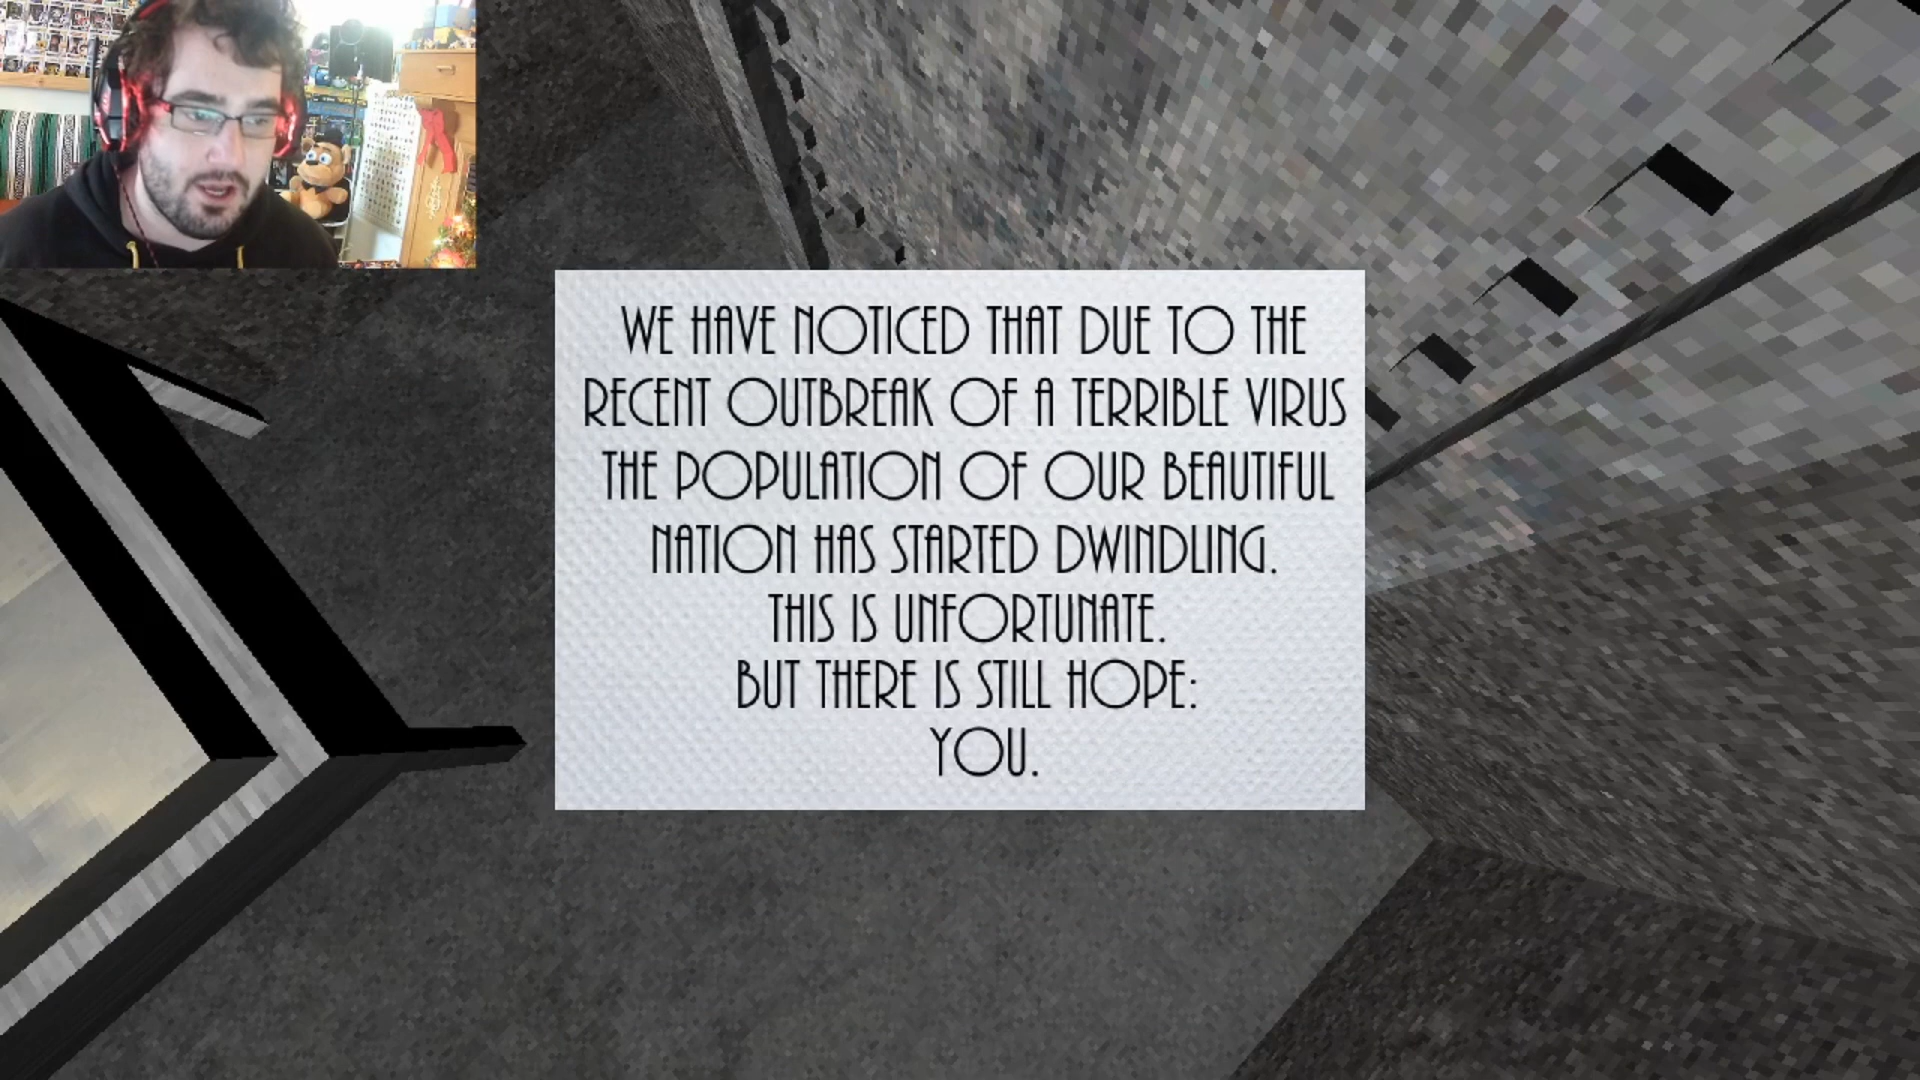 WE HAVE NOTICED THAT DUE TO THE
RECENT OUTBREAK OF A TERRIBLE VIRUS
THE POPULATION OF OUR BEAUTIFUL
NATION HAS STARTED DWINDLING.
THIS IS UNFORTUNATE.
BUT THERE IS STILL HOPE:
YOU.